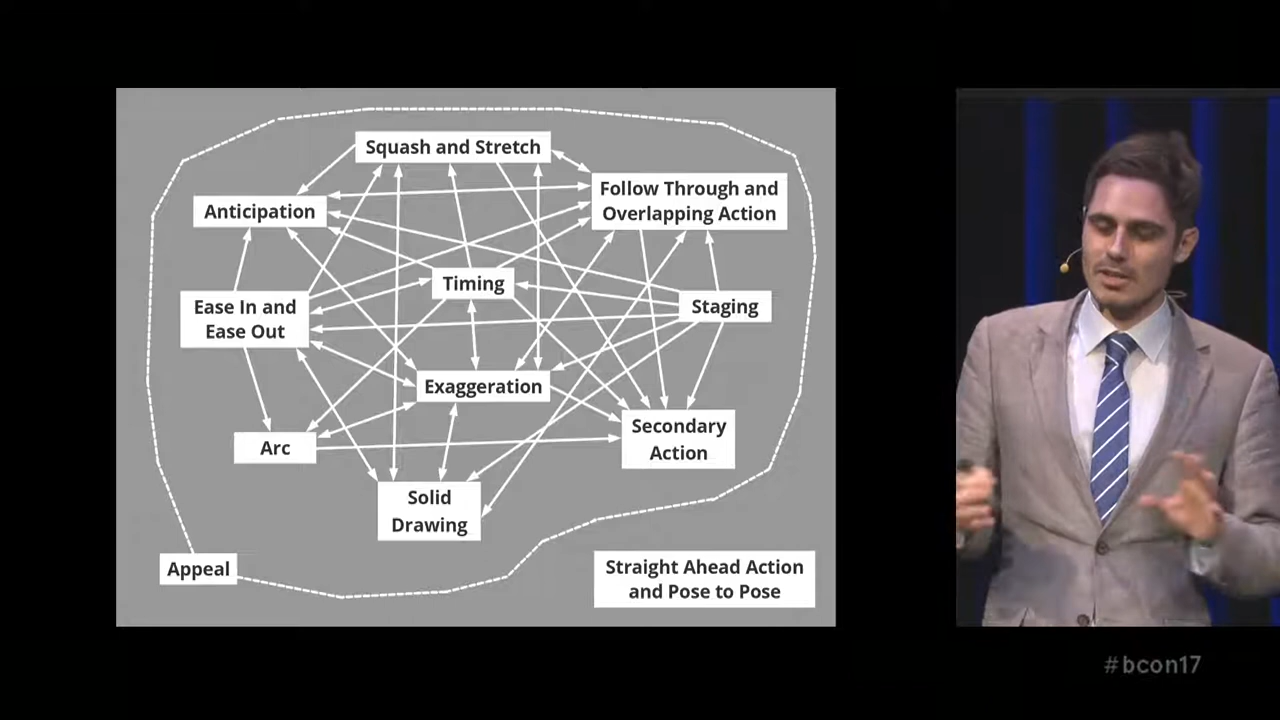 Squash and Stretch
Follow Through and
Overlapping Action
Anticipation
Timing
Ease In and
Ease Out
Staging
Exaggeration
Secondary
Action
Arc
Solid
Drawing
Appeal
Straight Ahead Action
and Pose to Pose
#bcon17